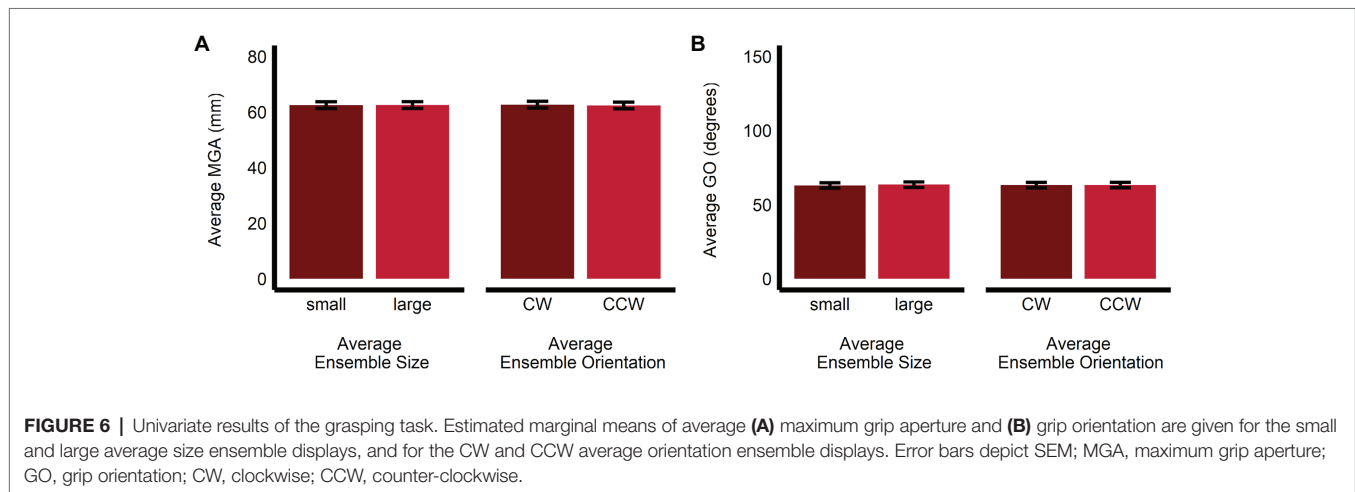 A
80
60
40
20
0
Average MGA (mm)
small large CW CCW
Average
Ensemble Size
Average
Ensemble Orientation
B
150
100
50
0
Average GO (degrees)
small large CW CCW
Average
Ensemble Size
Average
Ensemble Orientation
FIGURE 6 | Univariate results of the grasping task. Estimated marginal means of average (A) maximum grip aperture and (B) grip orientation are given for the small
and large average size ensemble displays, and for the CW and CCW average orientation ensemble displays. Error bars depict SEM; MGA, maximum grip aperture;
GO, grip orientation; CW, clockwise; CCW, counter-clockwise.